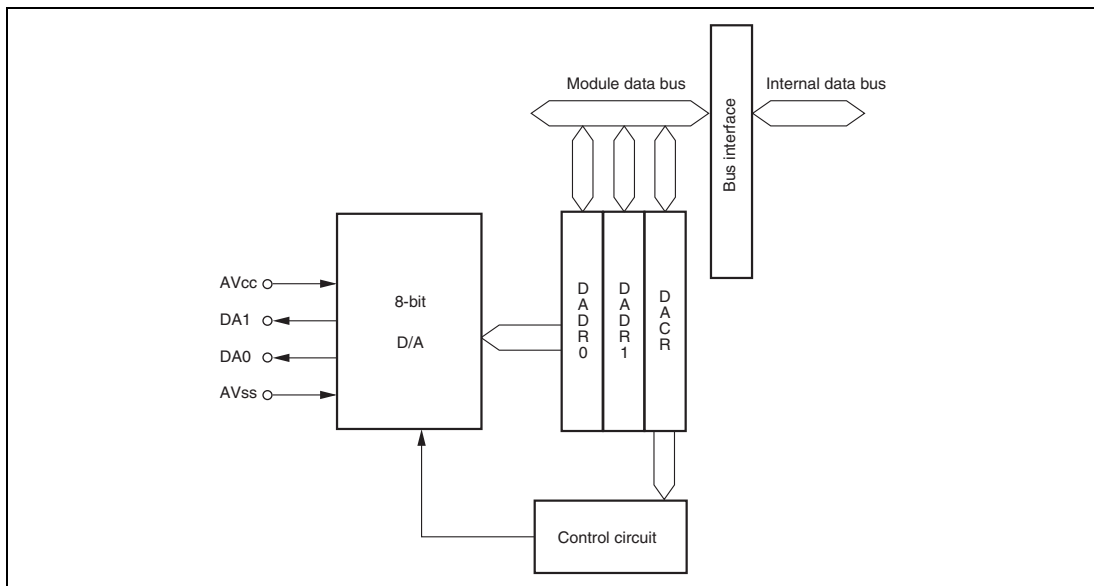 Module data bus
Internal data bus
Bus interface
AVcc
DA1
DA0
AVss
8-bit
D/A
DADR0
DADR1
DACR
Control circuit